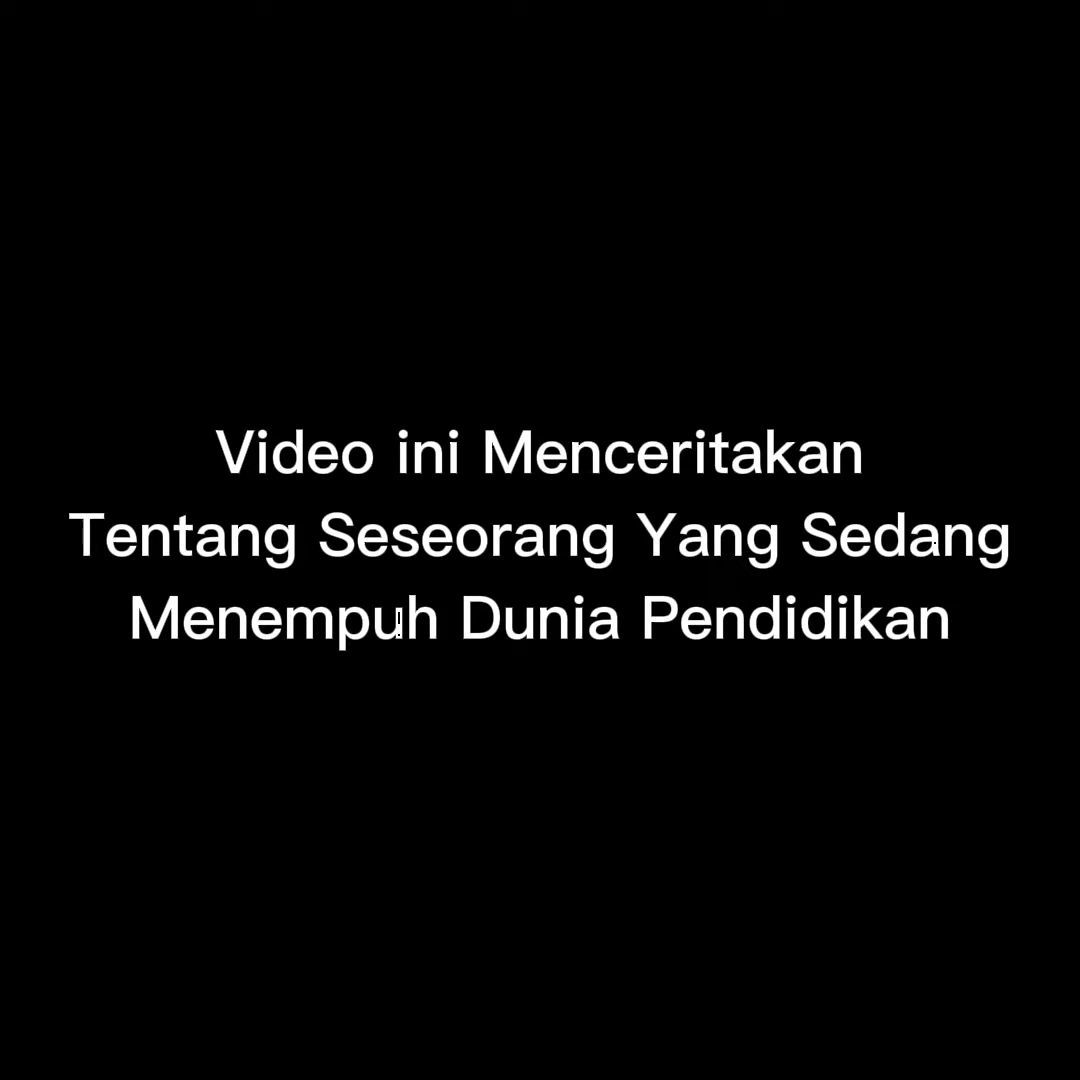 Video ini Menceritakan
Tentang Seseorang Yang Sedang
Menempuh Dunia Pendidikan